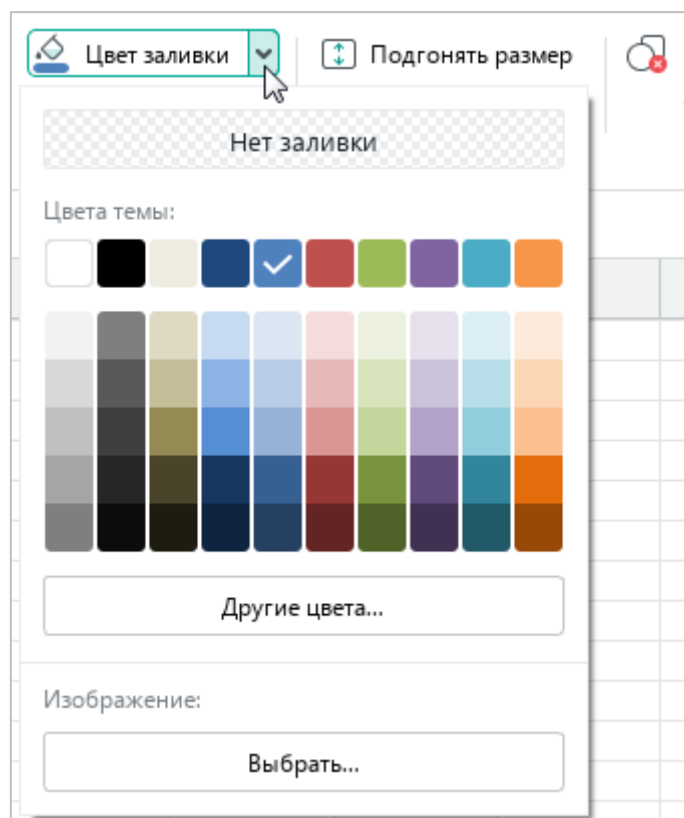 Цвет заливки
Подгонять размер
Нет заливки
Цвета темы:
Другие цвета...
Изображение:
Выбрать...